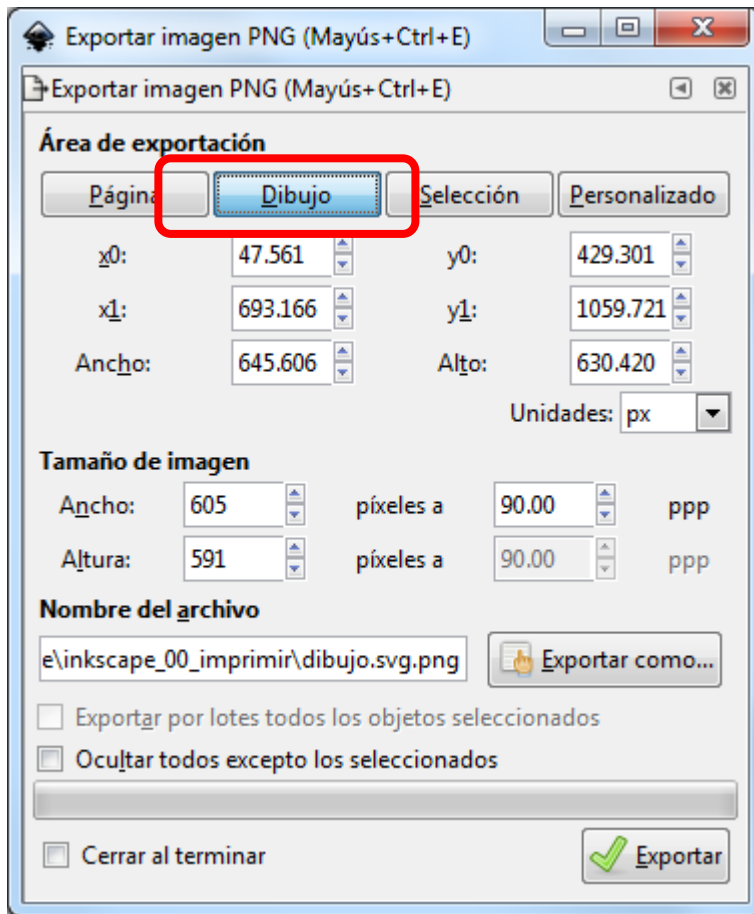 Exportar imagen PNG (Mayús+Ctrl+E)
Exportar imagen PNG (Mayús+Ctrl+E)
Área de exportación
Página Dibujo Selección Personalizado
x0: 47.561 y0: 429.301
x1: 693.166 y1: 1059.721
Ancho: 645.606 Alto: 630.420
Unidades: px
Tamaño de imagen
Ancho: 605 píxeles a 90.00 ppp
Altura: 591 píxeles a 90.00 ppp
Nombre del archivo
e\inkscape_00_imprimir\dibujo.svg.png Exportar como...
Exportar por lotes todos los objetos seleccionados
Ocultar todos excepto los seleccionados
Cerrar al terminar Exportar